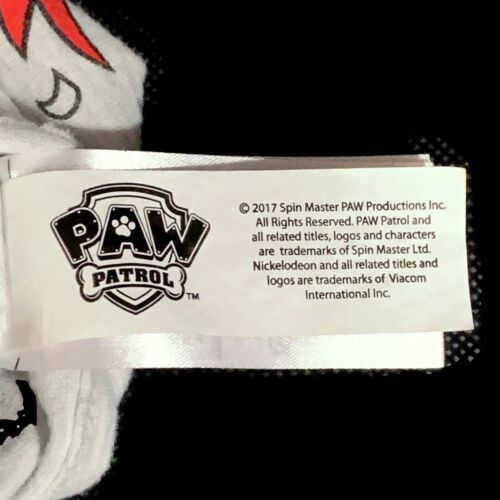 PAW
PATROL
TM
© 2017 Spin Master PAW Productions Inc.
All Rights Reserved. PAW Patrol and
all related titles, logos and characters
are trademarks of Spin Master Ltd.
Nickelodeon and all related titles and
logos are trademarks of Viacom
International Inc.